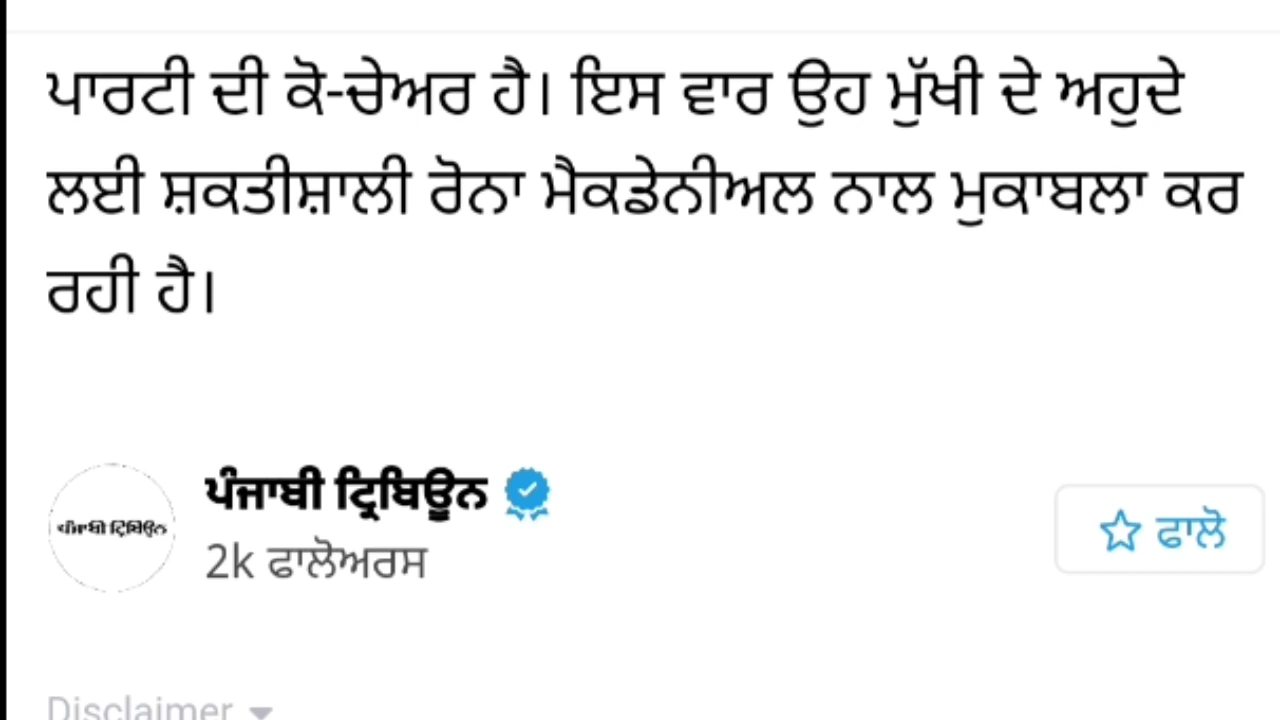 ਪਾਰਟੀ ਦੀ ਕੋ-ਚੇਅਰ ਹੈ। ਇਸ ਵਾਰ ਉਹ ਮੁੱਖੀ ਦੇ ਅਹੁਦੇ
ਲਈ ਸ਼ਕਤੀਸ਼ਾਲੀ ਰੋਨਾ ਮੈਕਡੇਨੀਅਲ ਨਾਲ ਮੁਕਾਬਲਾ ਕਰ
ਰਹੀ ਹੈ।
ਪੰਜਾਬੀ ਟ੍ਰਿਬਿਊਨ
ਪੰਜਾਬੀ ਟ੍ਰਿਬਿਊਨ
2k ਫਾਲੋਅਰਸ
ਫਾਲੋ
Disclaimer